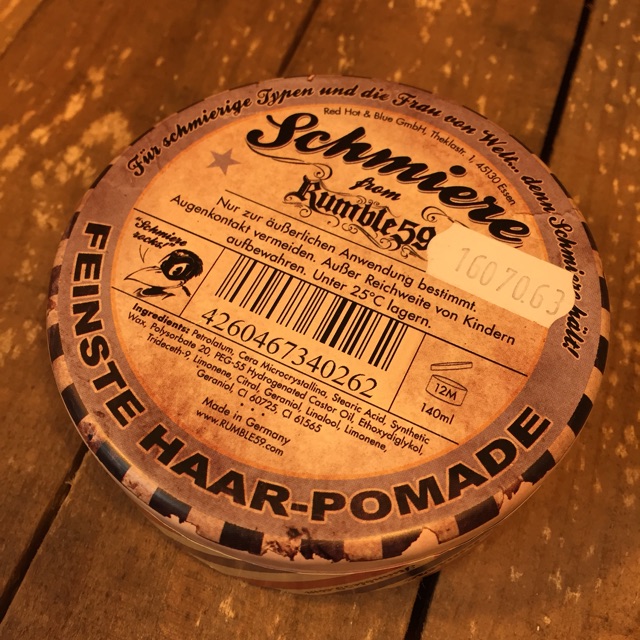 Für schmierige Typen und die Frau von Welt, denn Schmiere hält!
Red Hot & Blue GmbH, Theklastr. 1, 45130 Essen
Schmiere
from
Rumble59
Nur zur äußerlichen Anwendung bestimmt.
Augenkontakt vermeiden. Außer Reichweite von Kindern
aufbewahren. Unter 25°C lagern.
1607063
"Schmiere
rockt!"
4260467340262
12M
140ml
Ingredients: Petrolatum, Cera Microcrystallina, Stearic Acid, Synthetic
Wax, Polysorbate 20, PEG-55 Hydrogenated Castor Oil, Ethoxydiglykol,
Trideceth-9, Limonene, Citral, Geraniol, Linalool, Limonene,
Geraniol, CI 60725, CI 61565
Made in Germany
www.RUMBLE59.com
FEINSTE HAAR-POMADE